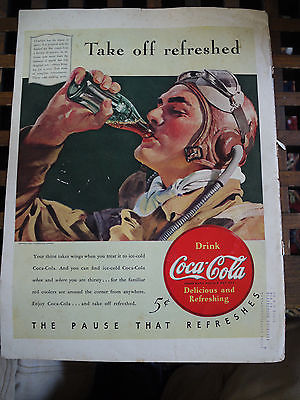 Take off refreshed
Your thirst takes wings when you treat it to ice-cold
Coca-Cola. And you can find ice-cold Coca-Cola
when and where you are thirsty...for the familiar
red coolers are around the corner from anywhere.
Enjoy Coca-Cola...and take off refreshed.
Drink
Coca-Cola
Delicious and
Refreshing
5¢
THE PAUSE THAT REFRESHES